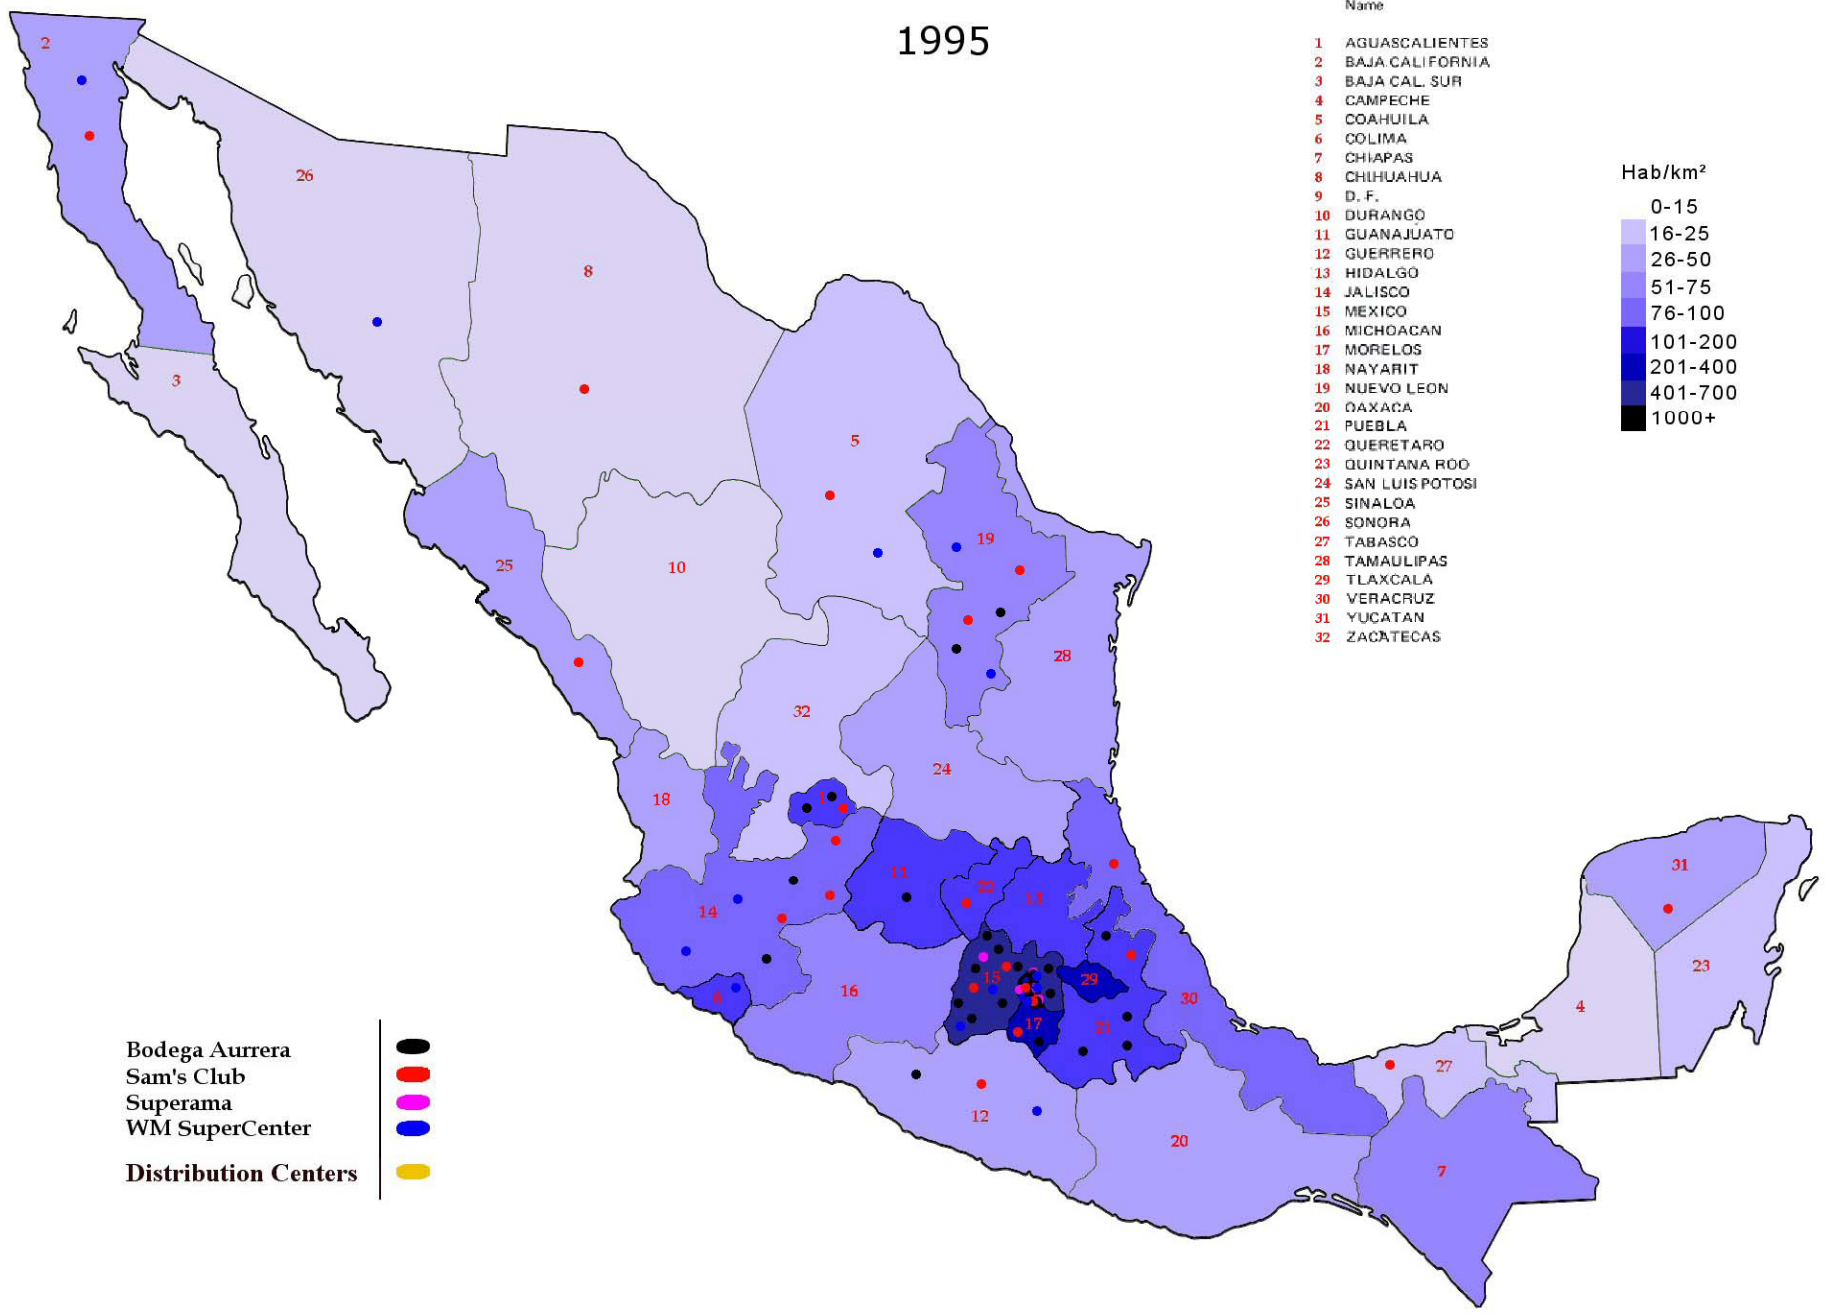 1995
Name
1 AGUASCALIENTES
2 BAJA CALIFORNIA
3 BAJA CAL. SUR
4 CAMPECHE
5 COAHUILA
6 COLIMA
7 CHIAPAS
8 CHIHUAHUA
9 D. F.
10 DURANGO
11 GUANAJUATO
12 GUERRERO
13 HIDALGO
14 JALISCO
15 MEXICO
16 MICHOACAN
17 MORELOS
18 NAYARIT
19 NUEVO LEON
20 OAXACA
21 PUEBLA
22 QUERETARO
23 QUINTANA ROO
24 SAN LUIS POTOSI
25 SINALOA
26 SONORA
27 TABASCO
28 TAMAULIPAS
29 TLAXCALA
30 VERACRUZ
31 YUCATAN
32 ZACATECAS
Hab/km²
0-15
16-25
26-50
51-75
76-100
101-200
201-400
401-700
1000+
2
26
8
3
5
19
25
10
28
32
24
18
1
11
22
13
14
31
15
29
23
6
16
30
4
17
21
27
12
20
7
Bodega Aurrera
Sam's Club
Superama
WM SuperCenter
Distribution Centers